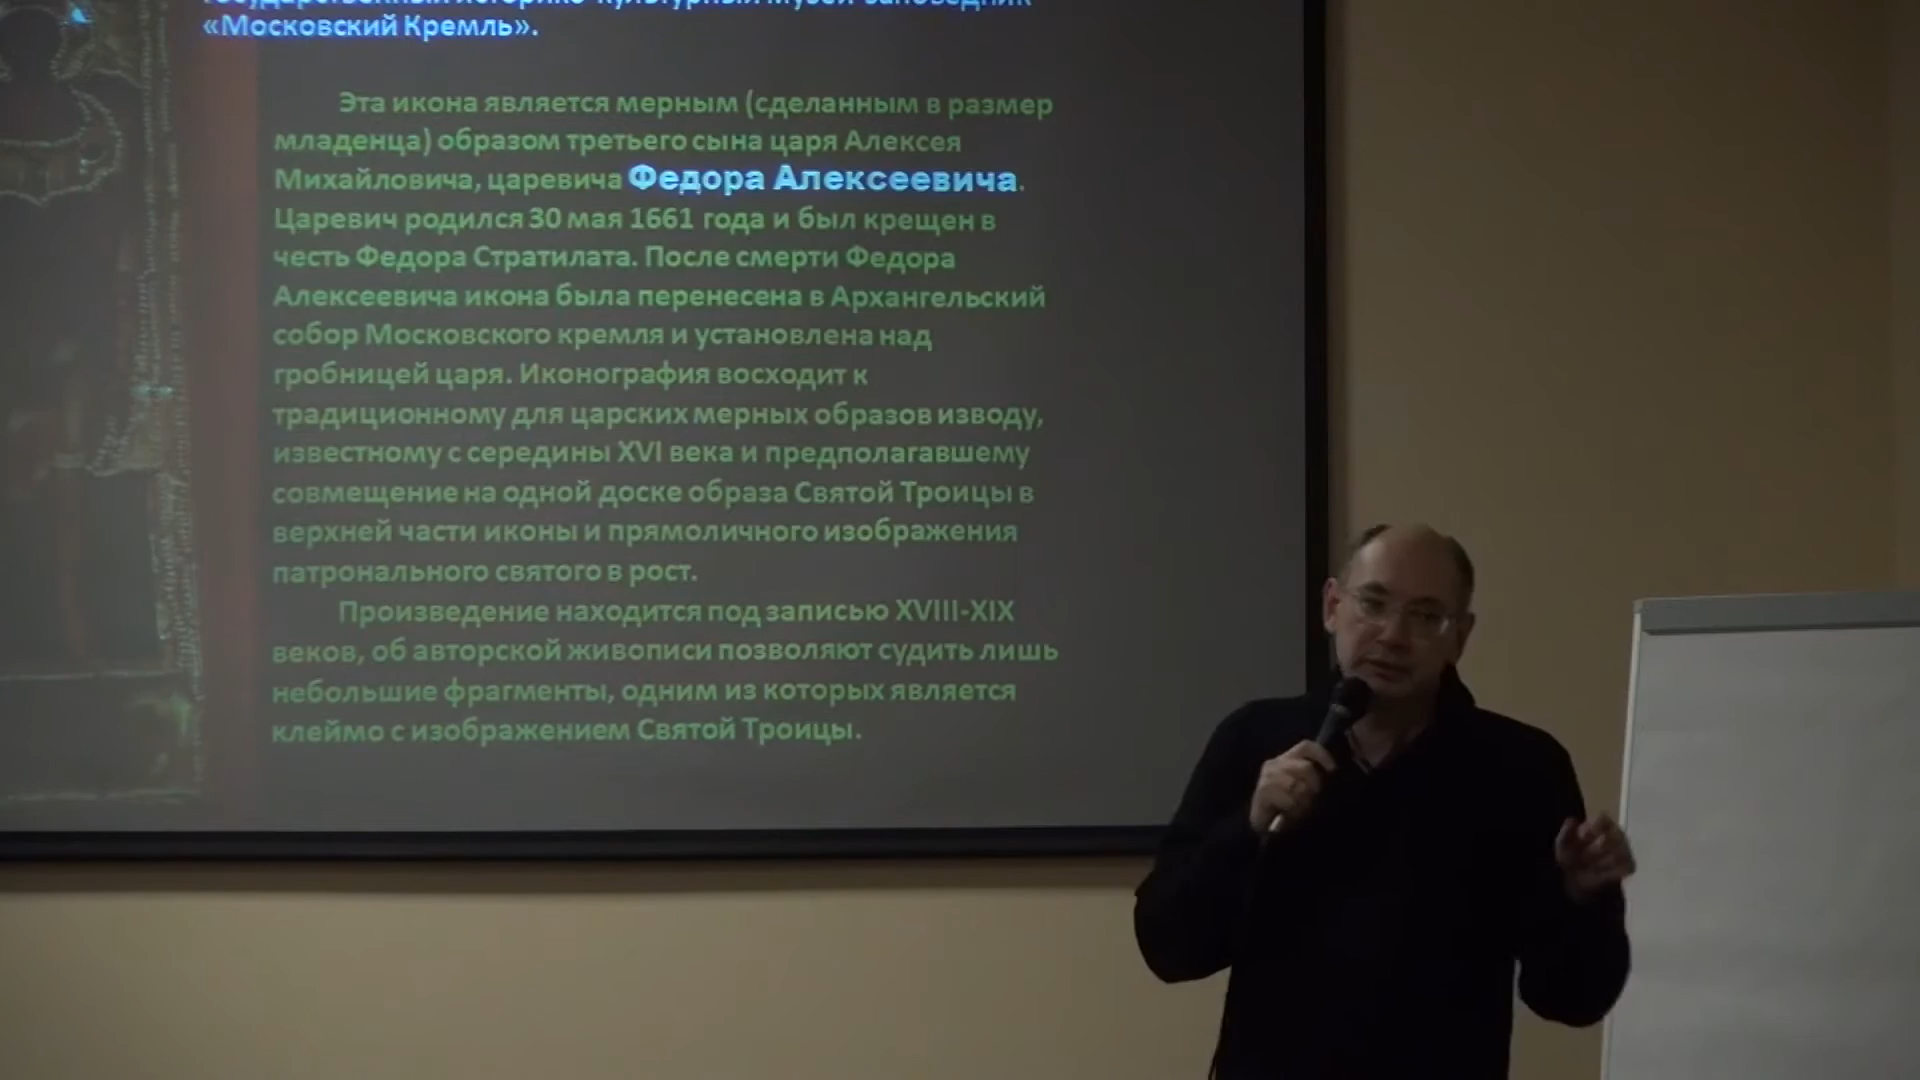 Государственный историко-культурный музей-заповедник
«Московский Кремль».
Эта икона является мерным (сделанным в размер
младенца) образом третьего сына царя Алексея
Михайловича, царевича Федора Алексеевича.
Царевич родился 30 мая 1661 года и был крещен в
честь Федора Стратилата. После смерти Федора
Алексеевича икона была перенесена в Архангельский
собор Московского кремля и установлена над
гробницей царя. Иконография восходит к
традиционному для царских мерных образов изводу,
известному с середины XVI века и предполагавшему
совмещение на одной доске образа Святой Троицы в
верхней части иконы и прямоличного изображения
патронального святого в рост.
Произведение находится под записью XVIII-XIX
веков, об авторской живописи позволяют судить лишь
небольшие фрагменты, одним из которых является
клеймо с изображением Святой Троицы.